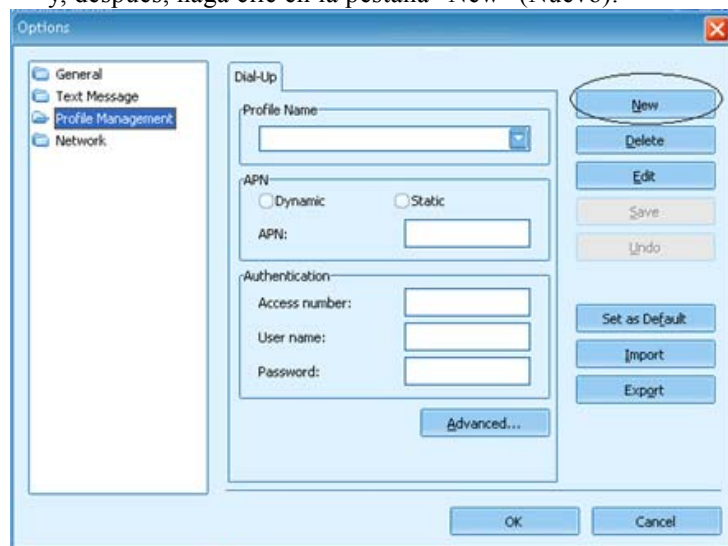 y, después, haga clic en la pestaña "New" (Nuevo).
Options
General
Text Message
Profile Management
Network
Dial-Up
Profile Name
APN
Dynamic
Static
APN:
Authentication
Access number:
User name:
Password:
Advanced...
New
Delete
Edit
Save
Undo
Set as Default
Import
Export
OK
Cancel